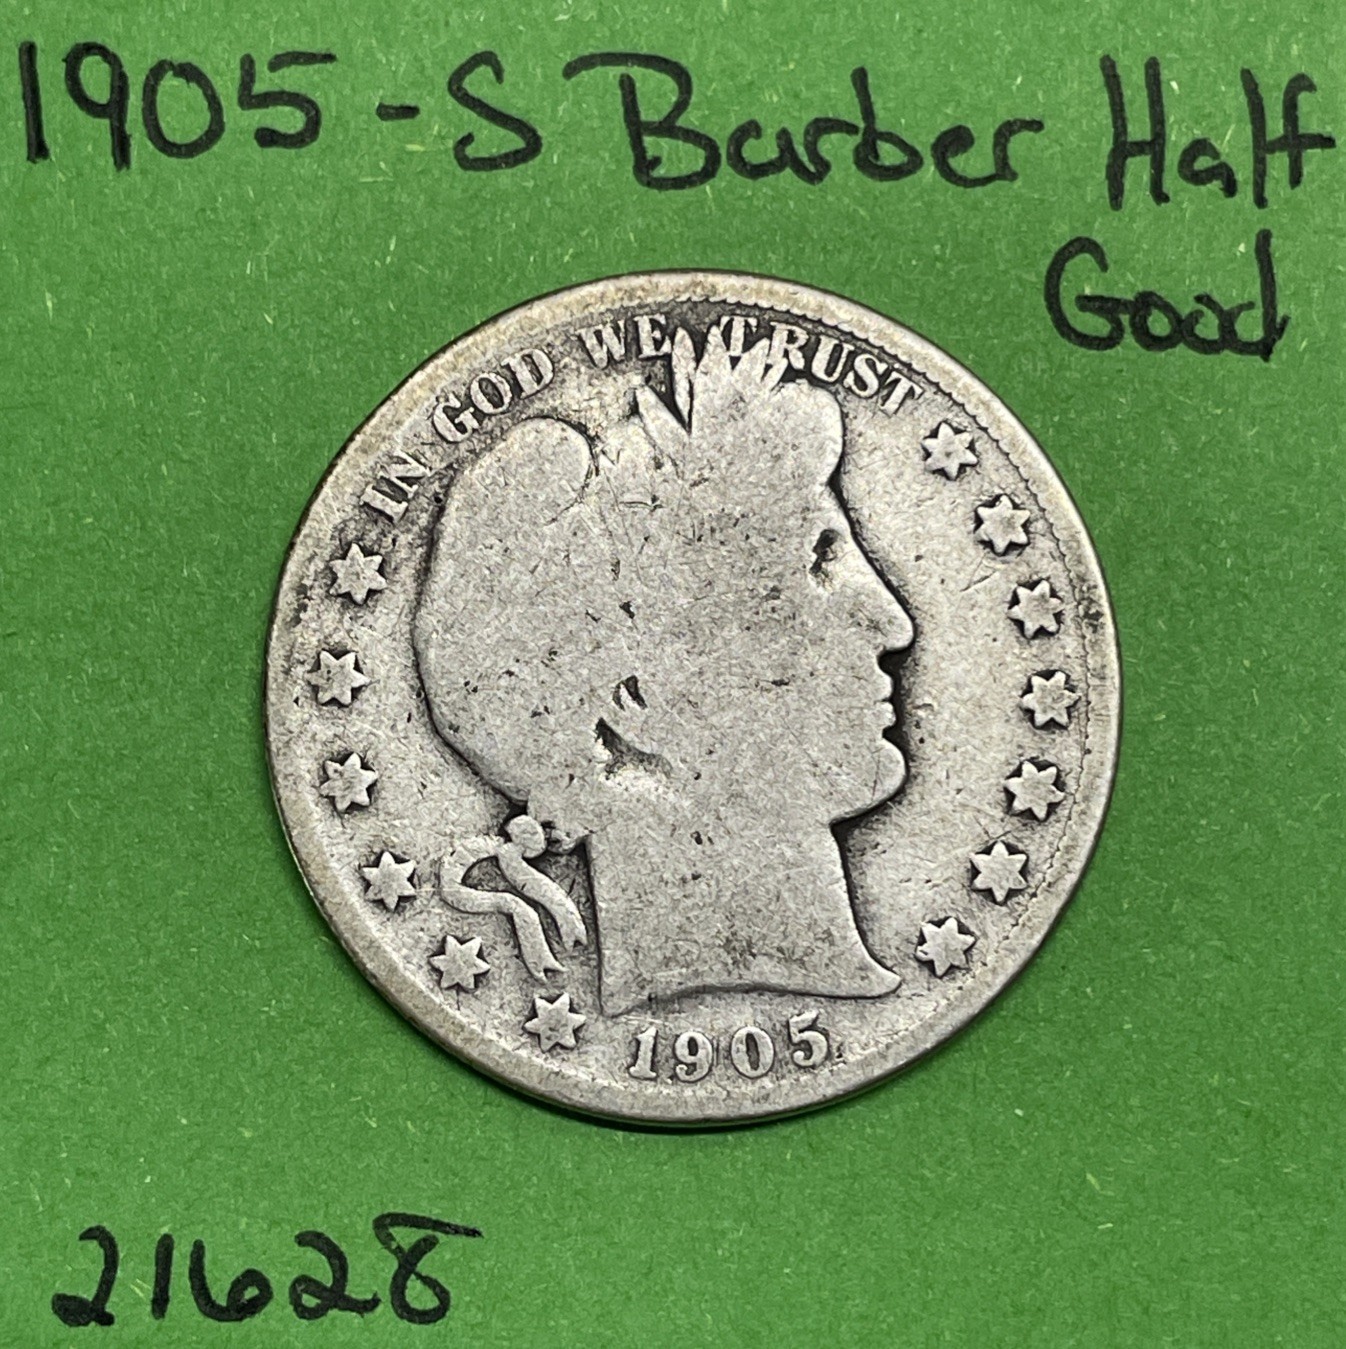 1905-S Barber Half
Good
IN GOD WE TRUST
1905
21628